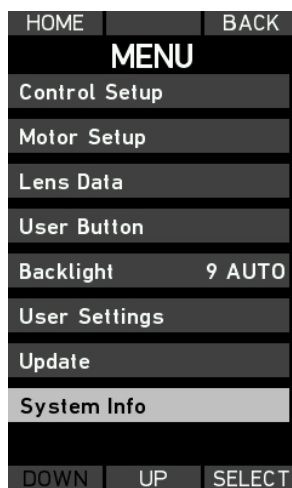 HOME BACK
MENU
Control Setup
Motor Setup
Lens Data
User Button
Backlight 9 AUTO
User Settings
Update
System Info
DOWN UP SELECT